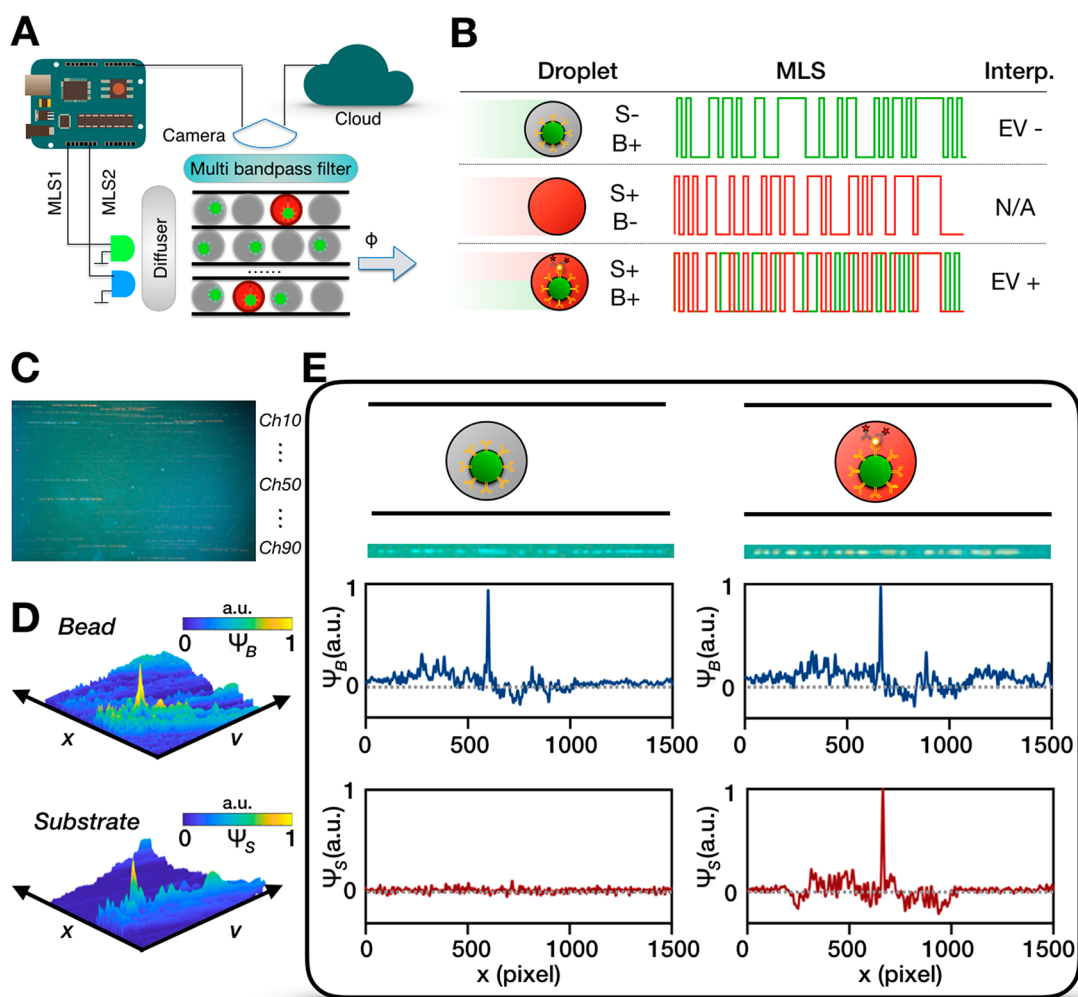 A
Camera
Cloud
Multi bandpass filter
MLS1
MLS2
Diffuser
......
ϕ
B
Droplet MLS Interp.
S-
B+
EV -
S+
B-
N/A
S+
B+
EV +
C
Ch10
⋮
Ch50
⋮
Ch90
D
Bead
a.u.
0 Ψ_B 1
x v
Substrate
a.u.
0 Ψ_S 1
x v
E
Ψ_B (a.u.)
1
0
0 500 1000 1500
Ψ_B (a.u.)
1
0
0 500 1000 1500
Ψ_S (a.u.)
1
0
0 500 1000 1500
x (pixel)
Ψ_S (a.u.)
1
0
0 500 1000 1500
x (pixel)